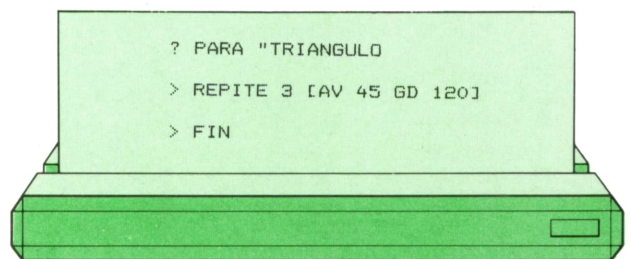 ? PARA "TRIANGULO
> REPITE 3 [AV 45 GD 120]
> FIN